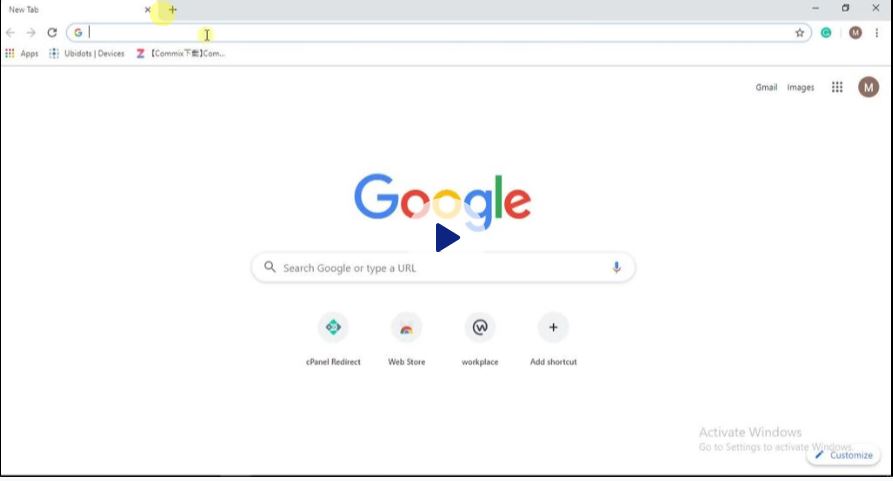 New Tab
Apps Ubidots | Devices 【Commix下载】Com...
Gmail Images M
Google
Search Google or type a URL
cPanel Redirect Web Store workplace Add shortcut
Activate Windows
Go to Settings to activate Windows.
Customize